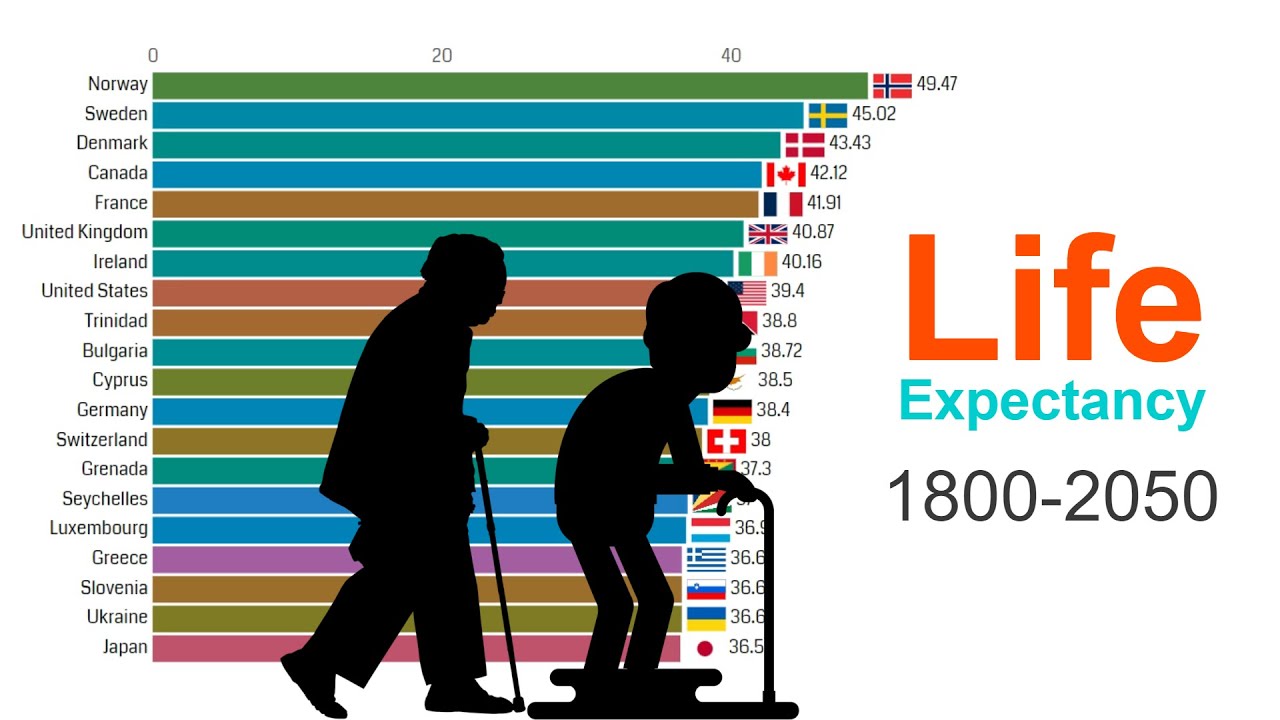 0 20 40
Norway 49.47
Sweden 45.02
Denmark 43.43
Canada 42.12
France 41.91
United Kingdom 40.87
Ireland 40.16
United States 39.4
Trinidad 38.8
Bulgaria 38.72
Cyprus 38.5
Germany 38.4
Switzerland 38
Grenada 37.3
Seychelles
Luxembourg 36.9
Greece 36.6
Slovenia 36.6
Ukraine 36.6
Japan 36.5
Life
Expectancy
1800-2050